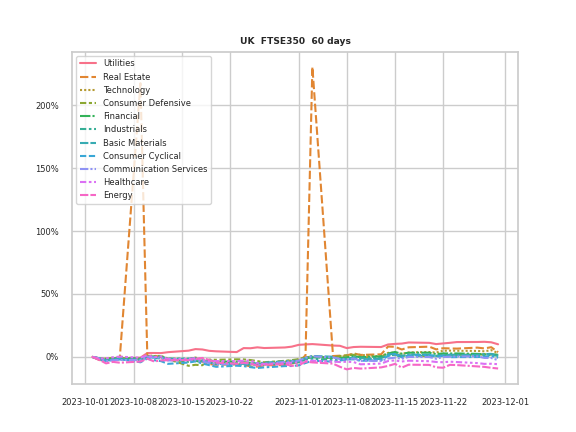 UK FTSE350 60 days
Utilities
Real Estate
Technology
Consumer Defensive
Financial
Industrials
Basic Materials
Consumer Cyclical
Communication Services
Healthcare
Energy
200%
150%
100%
50%
0%
2023-10-01 2023-10-08 2023-10-15 2023-10-22 2023-11-01 2023-11-08 2023-11-15 2023-11-22 2023-12-01